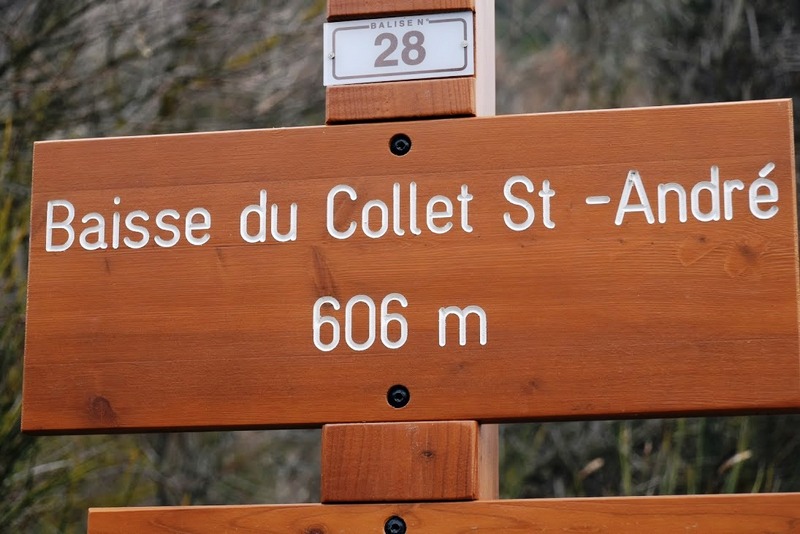 BALISE N°
28
Baisse du Collet St -André
606 m